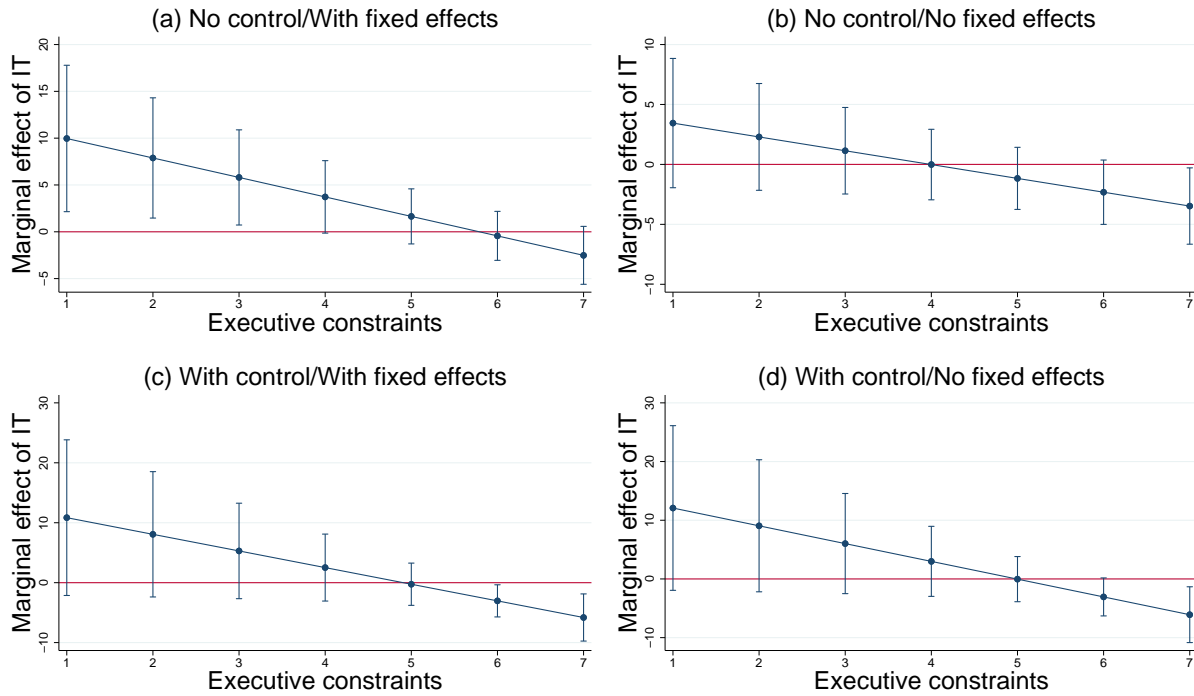 (a) No control/With fixed effects
Marginal effect of IT
20
15
10
5
0
−5
1 2 3 4 5 6 7
Executive constraints
(b) No control/No fixed effects
Marginal effect of IT
10
5
0
−5
−10
1 2 3 4 5 6 7
Executive constraints
(c) With control/With fixed effects
Marginal effect of IT
30
20
10
0
−10
1 2 3 4 5 6 7
Executive constraints
(d) With control/No fixed effects
Marginal effect of IT
30
20
10
0
−10
1 2 3 4 5 6 7
Executive constraints